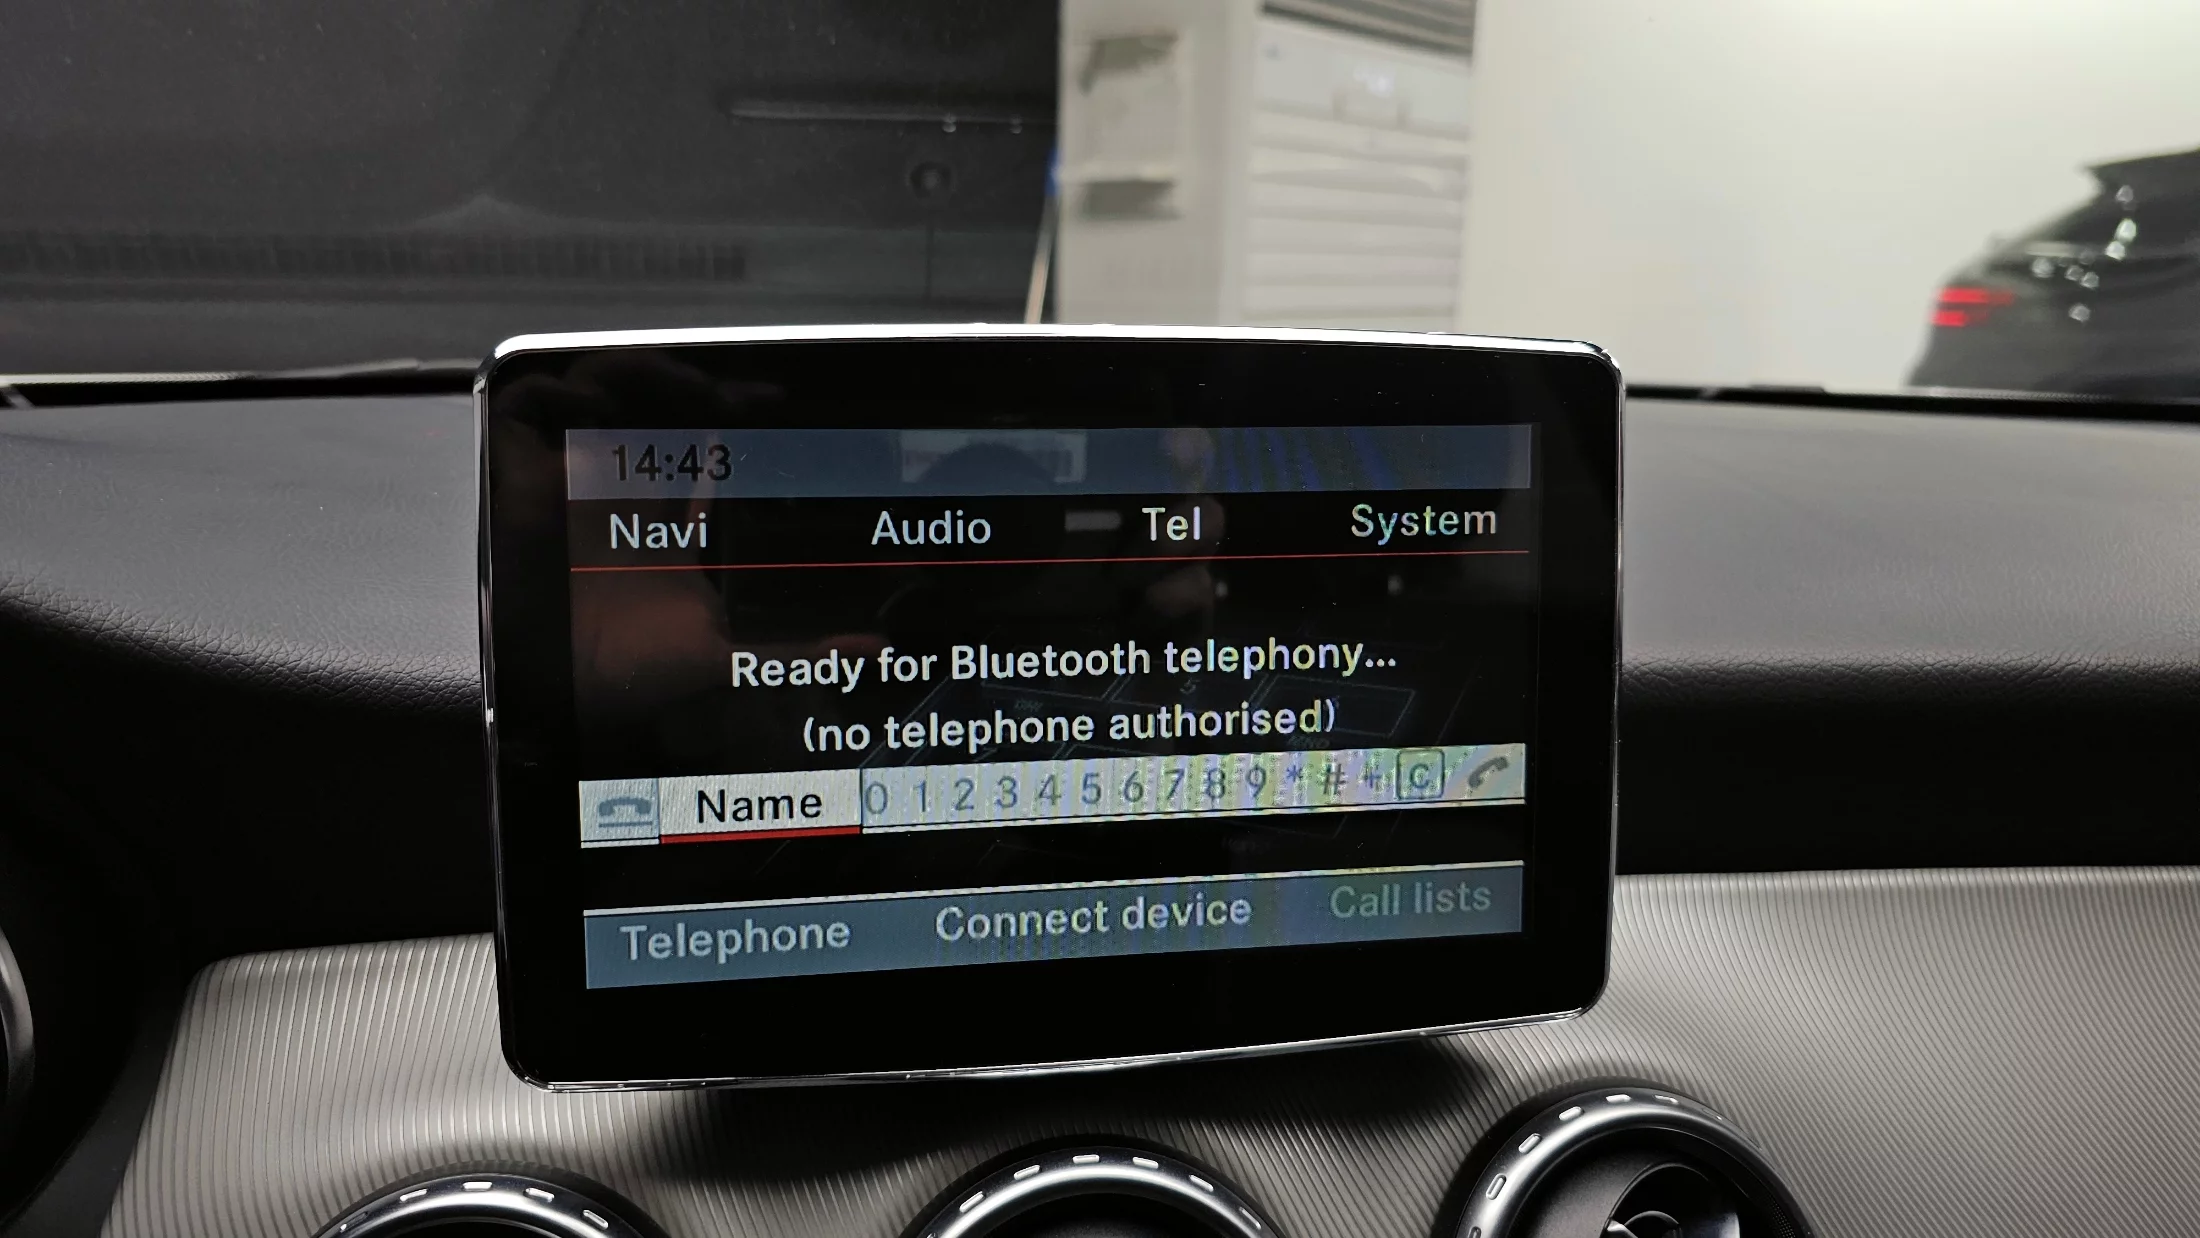 14:43
Navi Audio Tel System
Ready for Bluetooth telephony...
(no telephone authorised)
Name 0 1 2 3 4 5 6 7 8 9 * # + C
Telephone Connect device Call lists